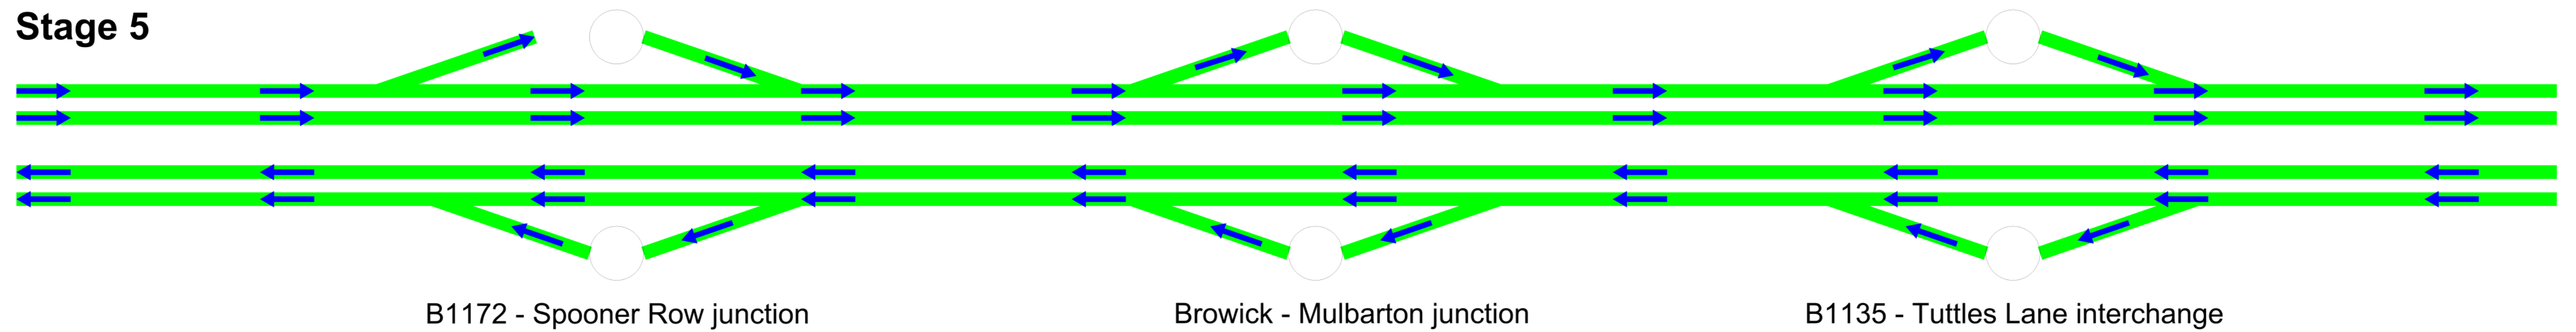 Stage 5
B1172 - Spooner Row junction
Browick - Mulbarton junction
B1135 - Tuttles Lane interchange